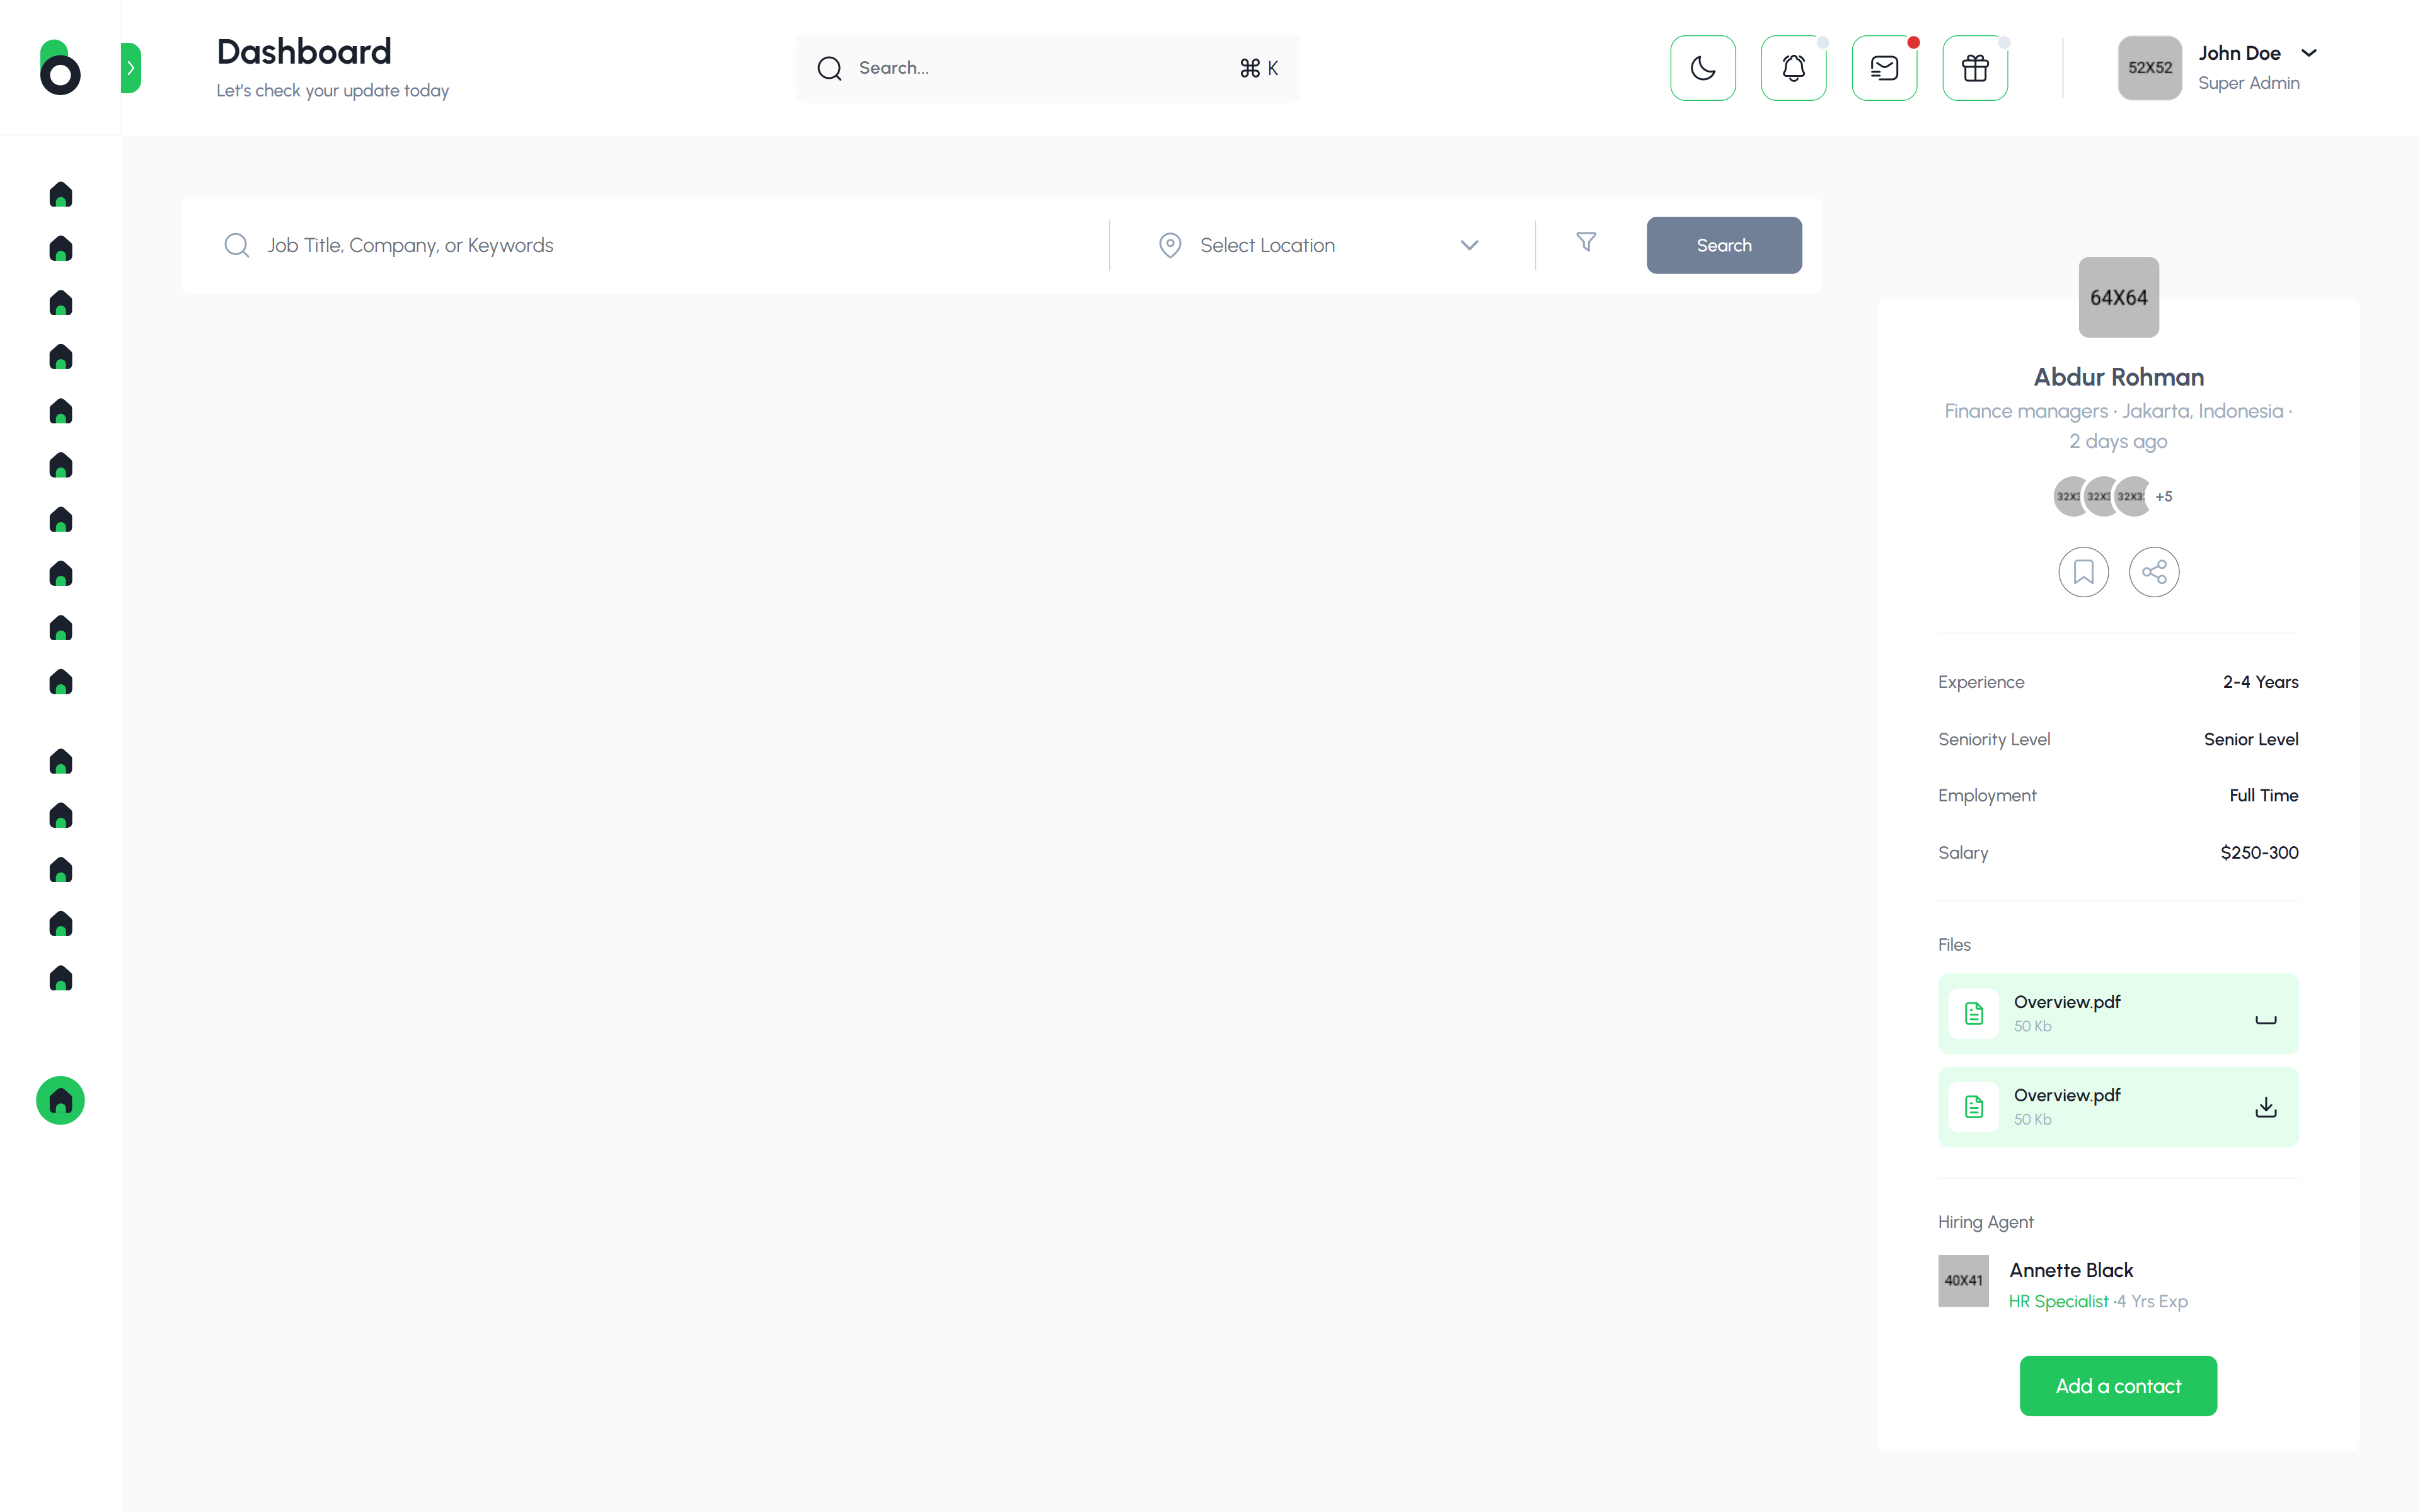 Dashboard
Let's check your update today
Search...
⌘ K
52X52
John Doe
Super Admin
Job Title, Company, or Keywords
Select Location
Search
64X64
Abdur Rohman
Finance managers · Jakarta, Indonesia ·
2 days ago
+5
Experience
2-4 Years
Seniority Level
Senior Level
Employment
Full Time
Salary
$250-300
Files
Overview.pdf
50 Kb
Overview.pdf
50 Kb
Hiring Agent
40X41
Annette Black
HR Specialist ·4 Yrs Exp
Add a contact